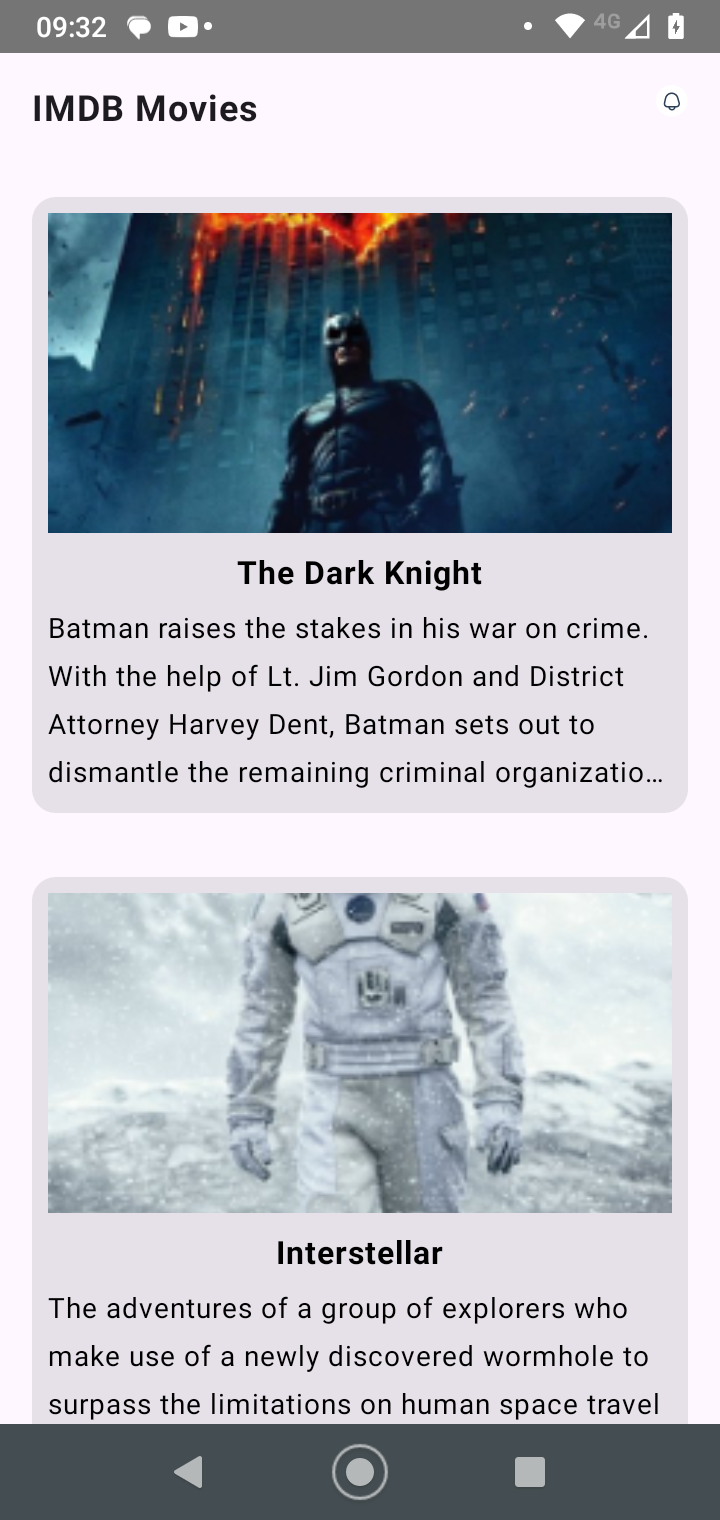 09:32
4G
IMDB Movies
The Dark Knight
Batman raises the stakes in his war on crime.
With the help of Lt. Jim Gordon and District
Attorney Harvey Dent, Batman sets out to
dismantle the remaining criminal organizatio…
Interstellar
The adventures of a group of explorers who
make use of a newly discovered wormhole to
surpass the limitations on human space travel